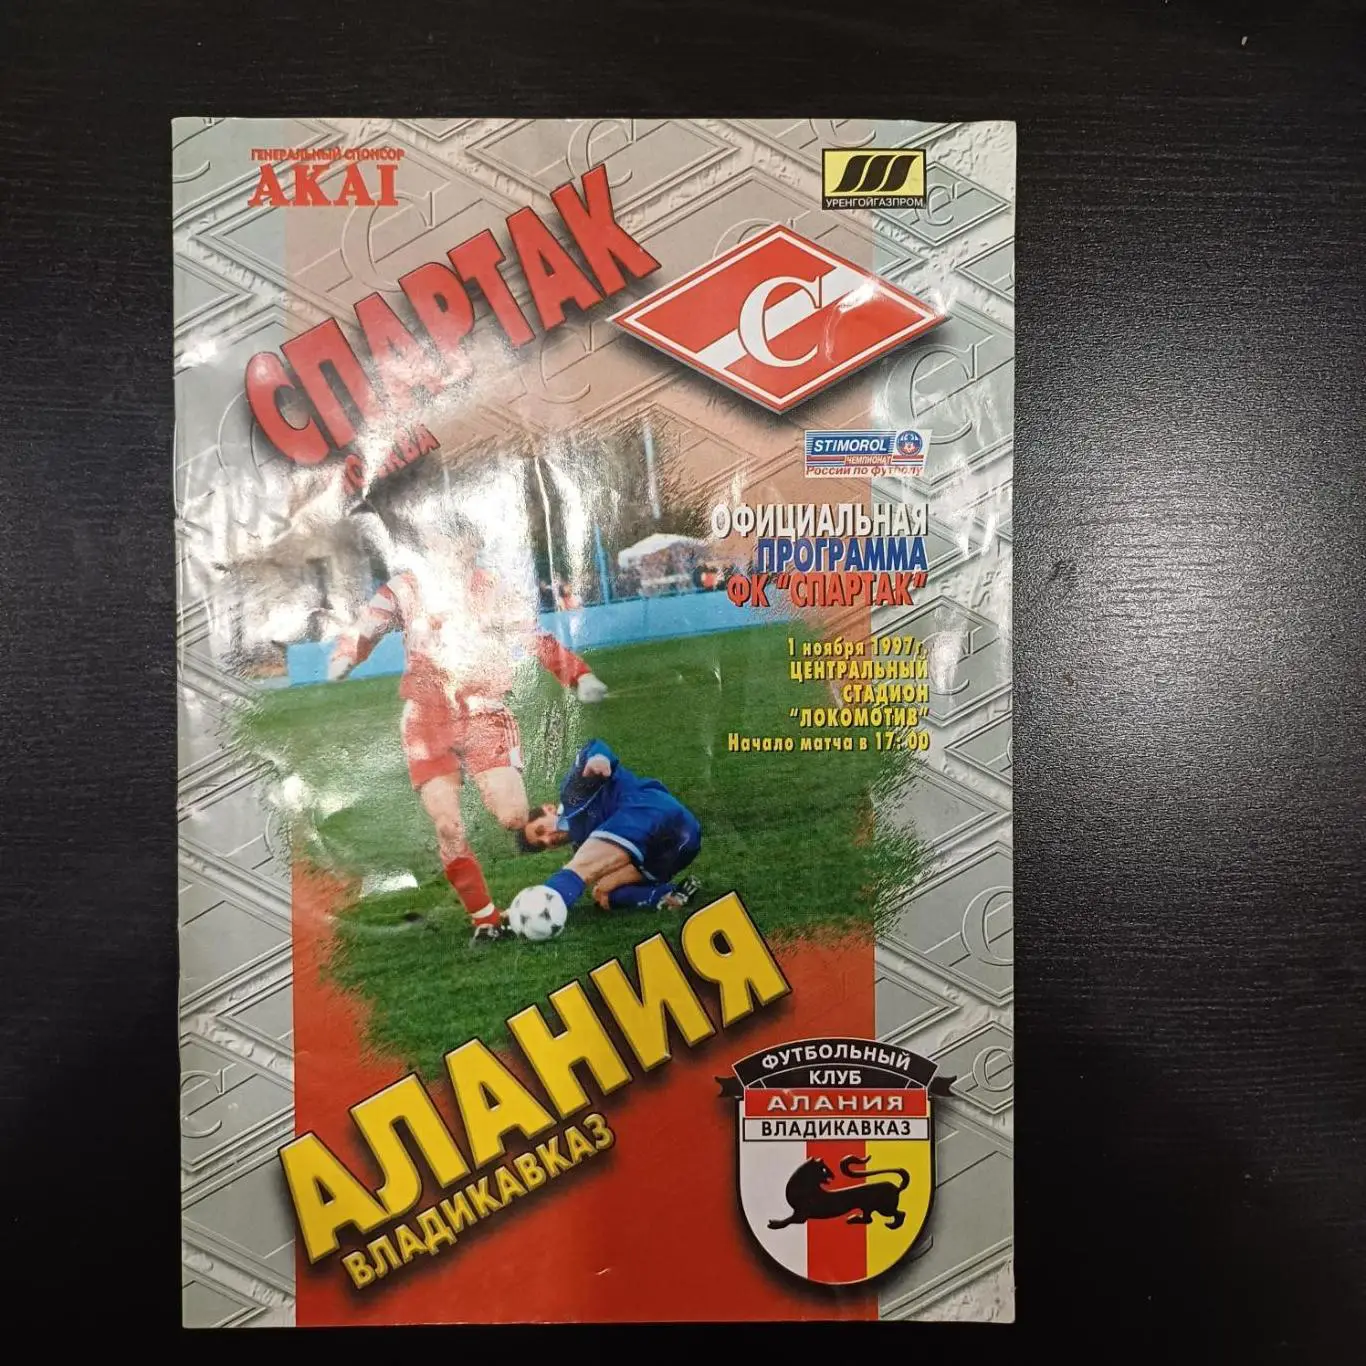 ГЕНЕРАЛЬНЫЙ СПОНСОР
AKAI
УРЕНГОЙГАЗПРОМ
СПАРТАК
С
STIMOROL
ЧЕМПИОНАТ
России по футболу
ОФИЦИАЛЬНАЯ
ПРОГРАММА
ФК "СПАРТАК"
1 ноября 1997г.
ЦЕНТРАЛЬНЫЙ
СТАДИОН
"ЛОКОМОТИВ"
Начало матча в 17:00
АЛАНИЯ
ВЛАДИКАВКАЗ
ФУТБОЛЬНЫЙ
КЛУБ
АЛАНИЯ
ВЛАДИКАВКАЗ